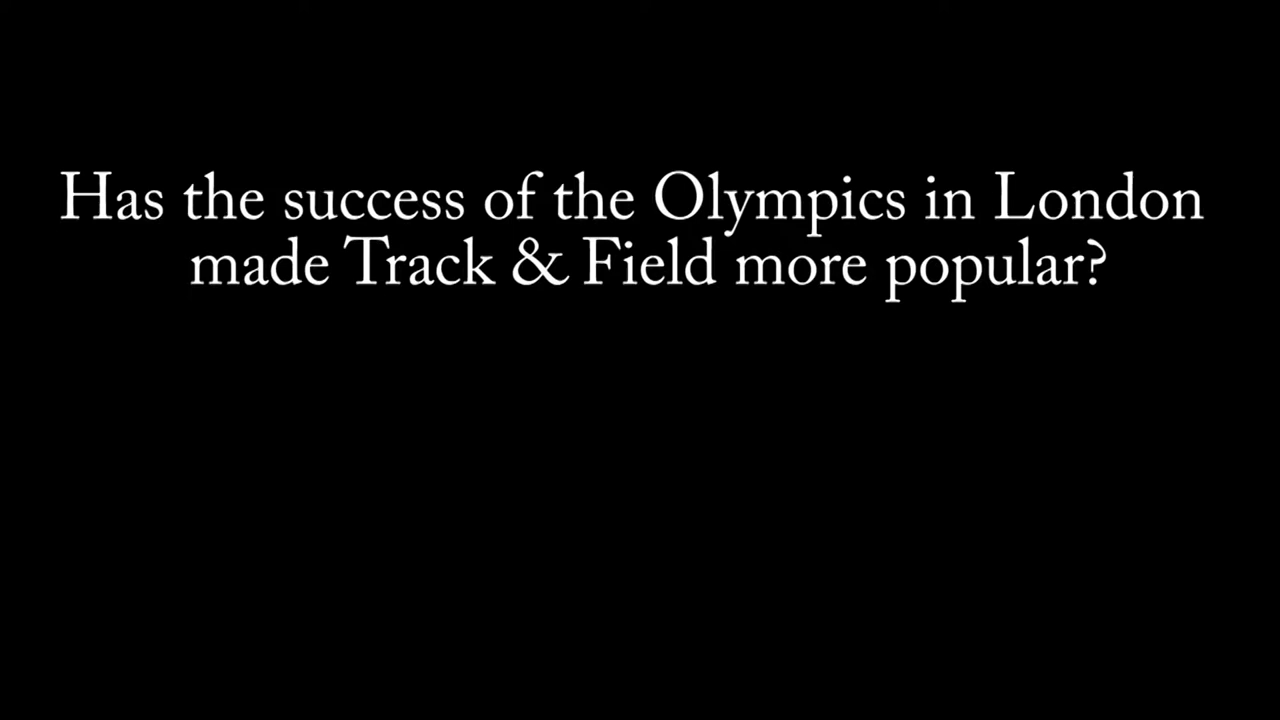 Has the success of the Olympics in London
made Track & Field more popular?